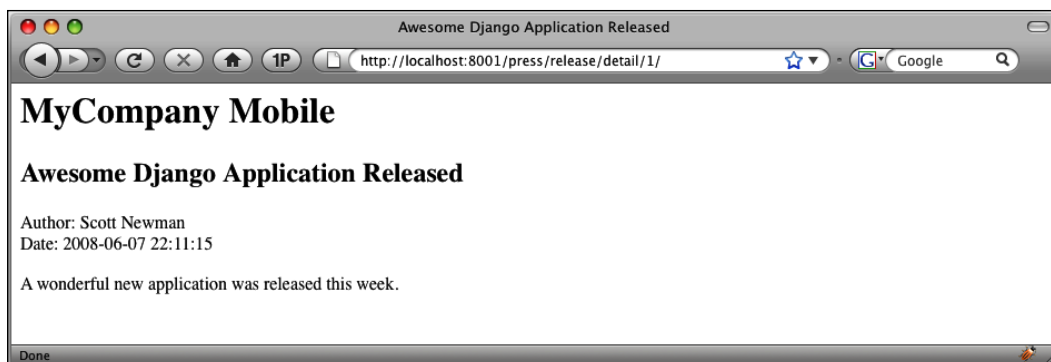 Awesome Django Application Released
1P http://localhost:8001/press/release/detail/1/ G Google
MyCompany Mobile
Awesome Django Application Released
Author: Scott Newman
Date: 2008-06-07 22:11:15
A wonderful new application was released this week.
Done